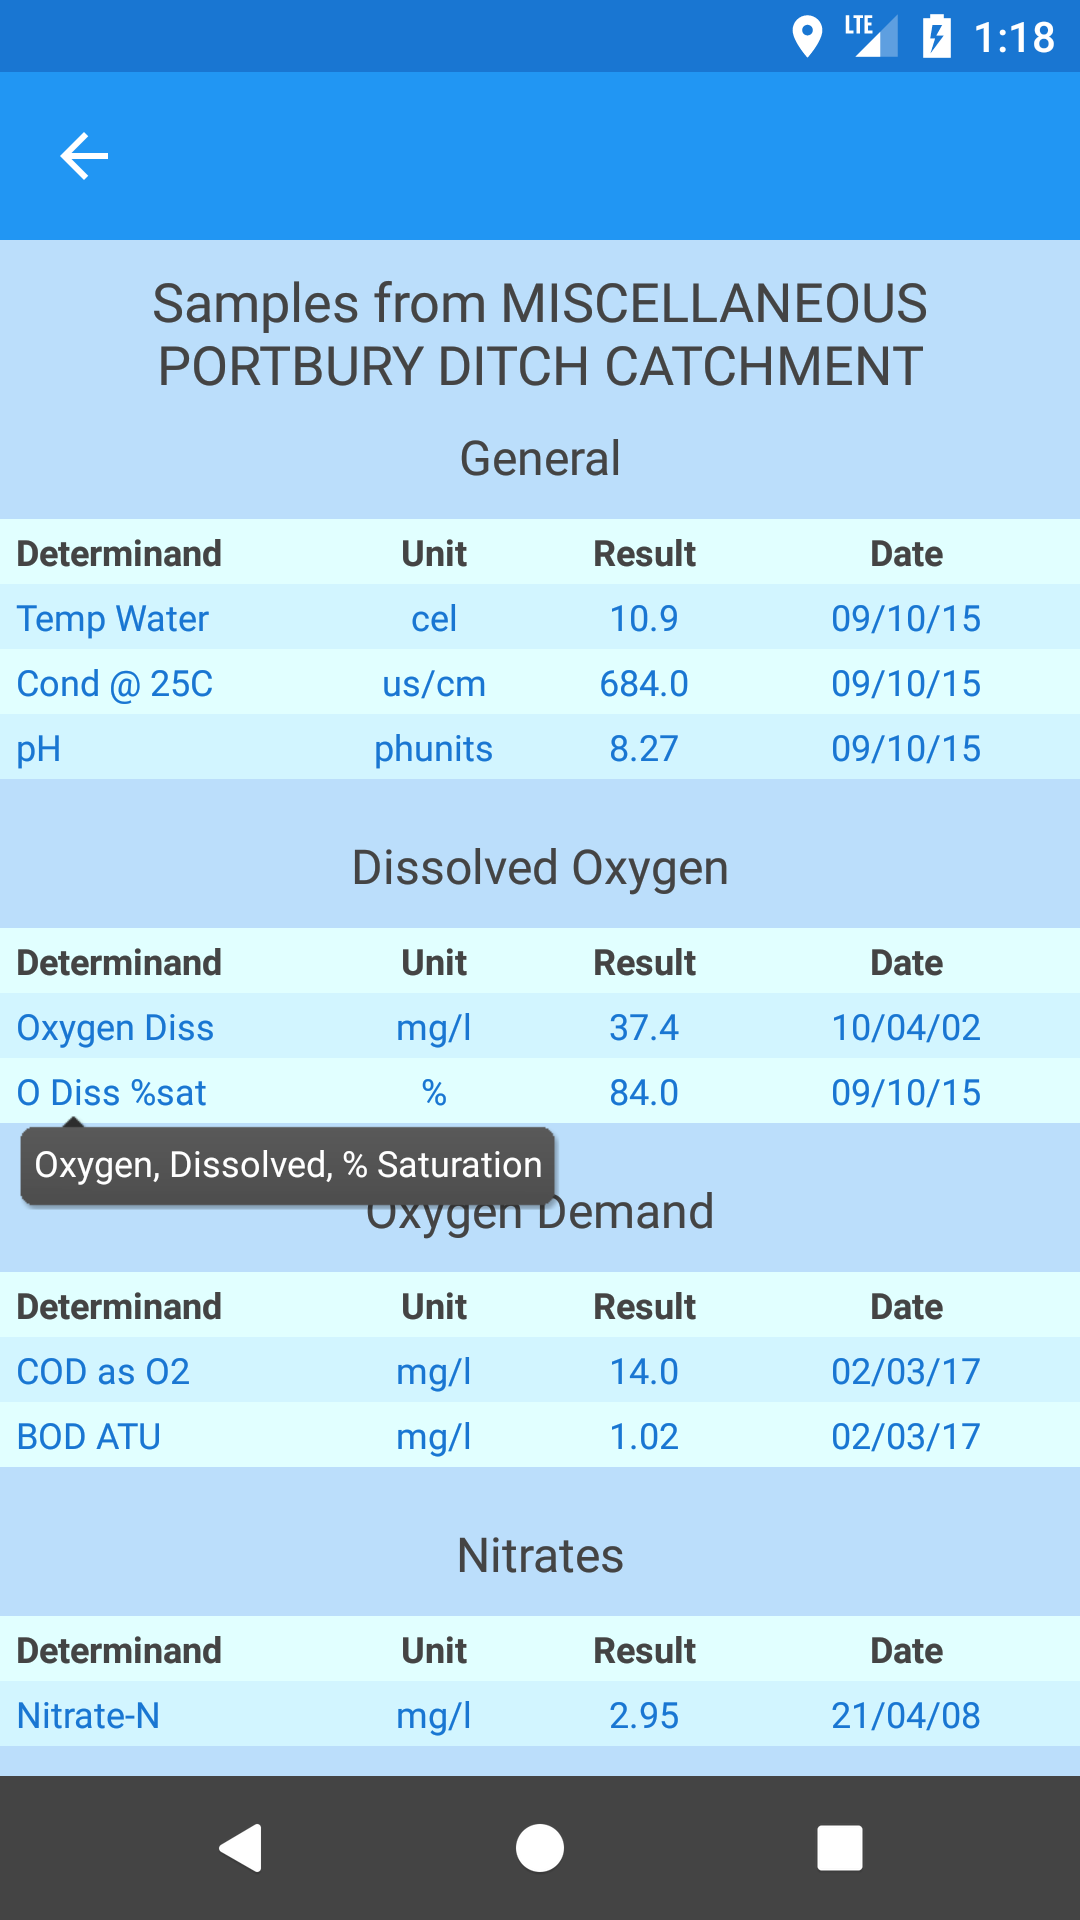 LTE 1:18
Samples from MISCELLANEOUS
PORTBURY DITCH CATCHMENT
General
Determinand Unit Result Date
Temp Water cel 10.9 09/10/15
Cond @ 25C us/cm 684.0 09/10/15
pH phunits 8.27 09/10/15
Dissolved Oxygen
Determinand Unit Result Date
Oxygen Diss mg/l 37.4 10/04/02
O Diss %sat % 84.0 09/10/15
Oxygen, Dissolved, % Saturation
Oxygen Demand
Determinand Unit Result Date
COD as O2 mg/l 14.0 02/03/17
BOD ATU mg/l 1.02 02/03/17
Nitrates
Determinand Unit Result Date
Nitrate-N mg/l 2.95 21/04/08